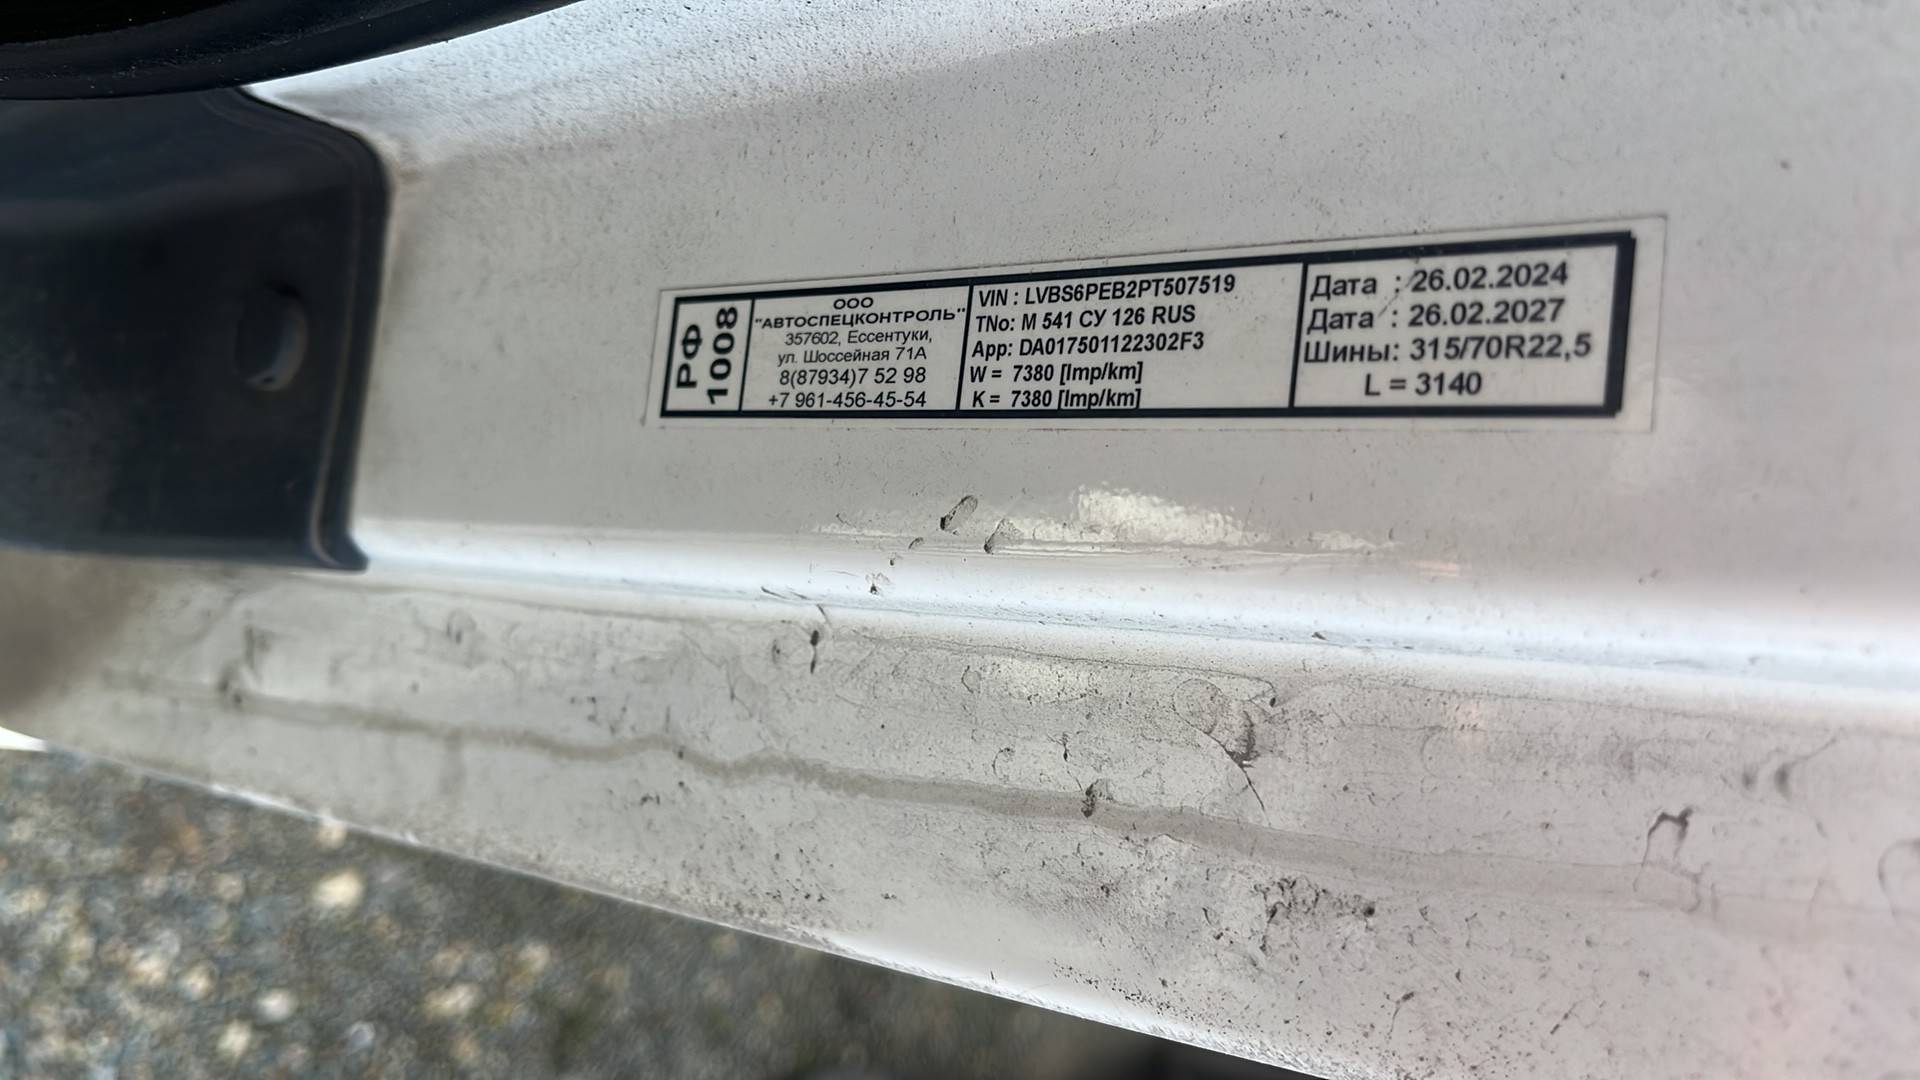 РФ
1008
ООО
"АВТОСПЕЦКОНТРОЛЬ"
357602, Ессентуки,
ул. Шоссейная 71А
8(87934)7 52 98
+7 961-456-45-54
VIN : LVBS6PEB2PT507519
TNo: М 541 СУ 126 RUS
App: DA017501122302F3
W = 7380 [Imp/km]
K = 7380 [Imp/km]
Дата : 26.02.2024
Дата : 26.02.2027
Шины: 315/70R22,5
L = 3140